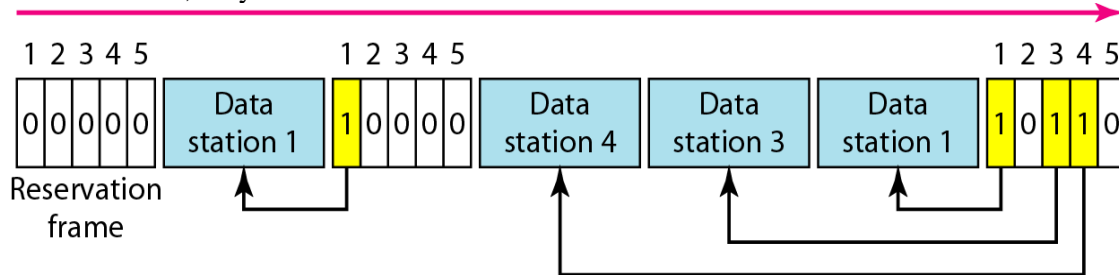 1 2 3 4 5
1 2 3 4 5
1 2 3 4 5
0 0 0 0 0
Data
station 1
1 0 0 0 0
Data
station 4
Data
station 3
Data
station 1
1 0 1 1 0
Reservation
frame